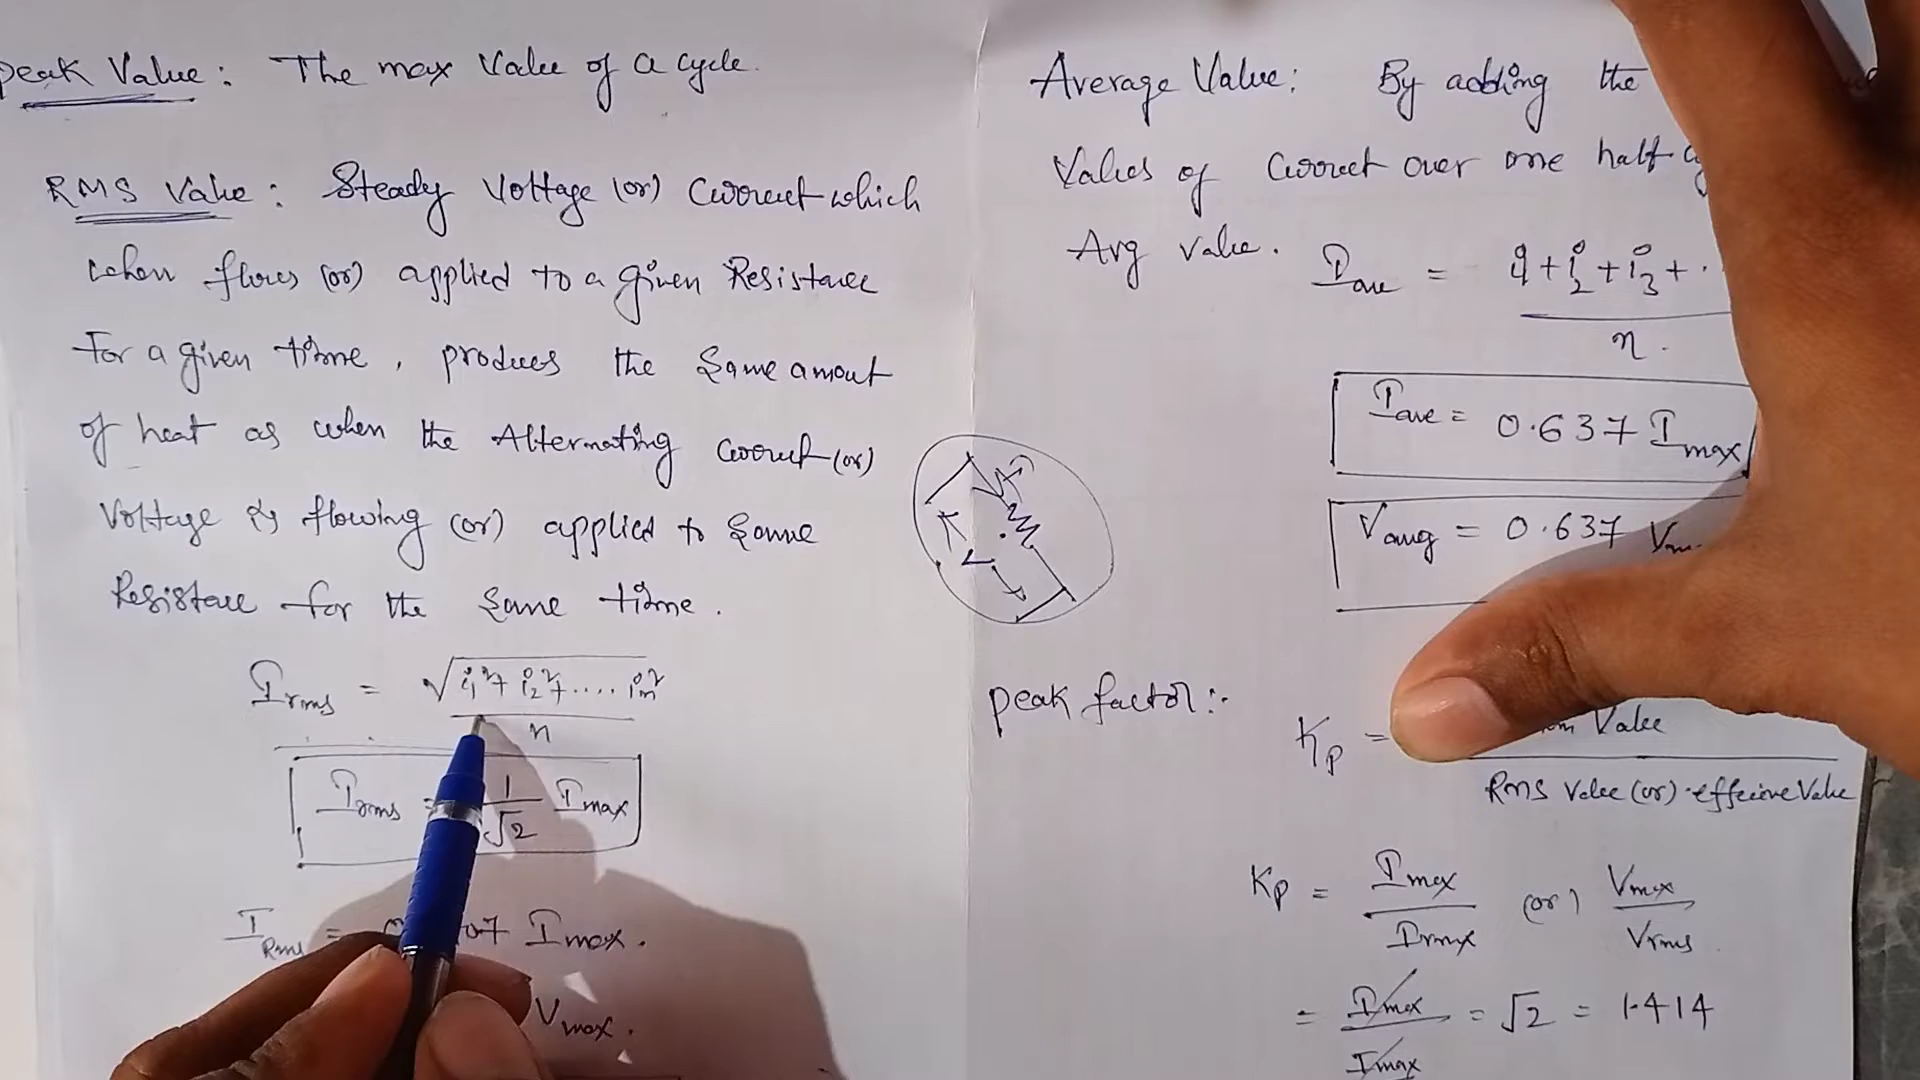 Peak Value: The max Value of a cycle.
RMS Value: Steady Voltage (or) Current which
when flows (or) applied to a given Resistance
For a given time, produces the same amout
of heat as when the Alternating Current (or)
Voltage is flowing (or) applied to same
Resistace for the same time.
Irms = √i₁²+i₂²+....iₙ²
n
Irms = 1/√2 Imax
IRms = 07 Imax.
Vmax.
Average Value: By adding the
Values of Current over one half
Avg value. Iave = i₁+i₂+i₃+..
n.
Iave = 0.637 Imax
Vavg = 0.637
Peak factor:-
Kp = Value
RMS Value (or) effecive Value
Kp = Imax/Irmx (or) Vmax/Vrms
= Imax/Imax = √2 = 1.414